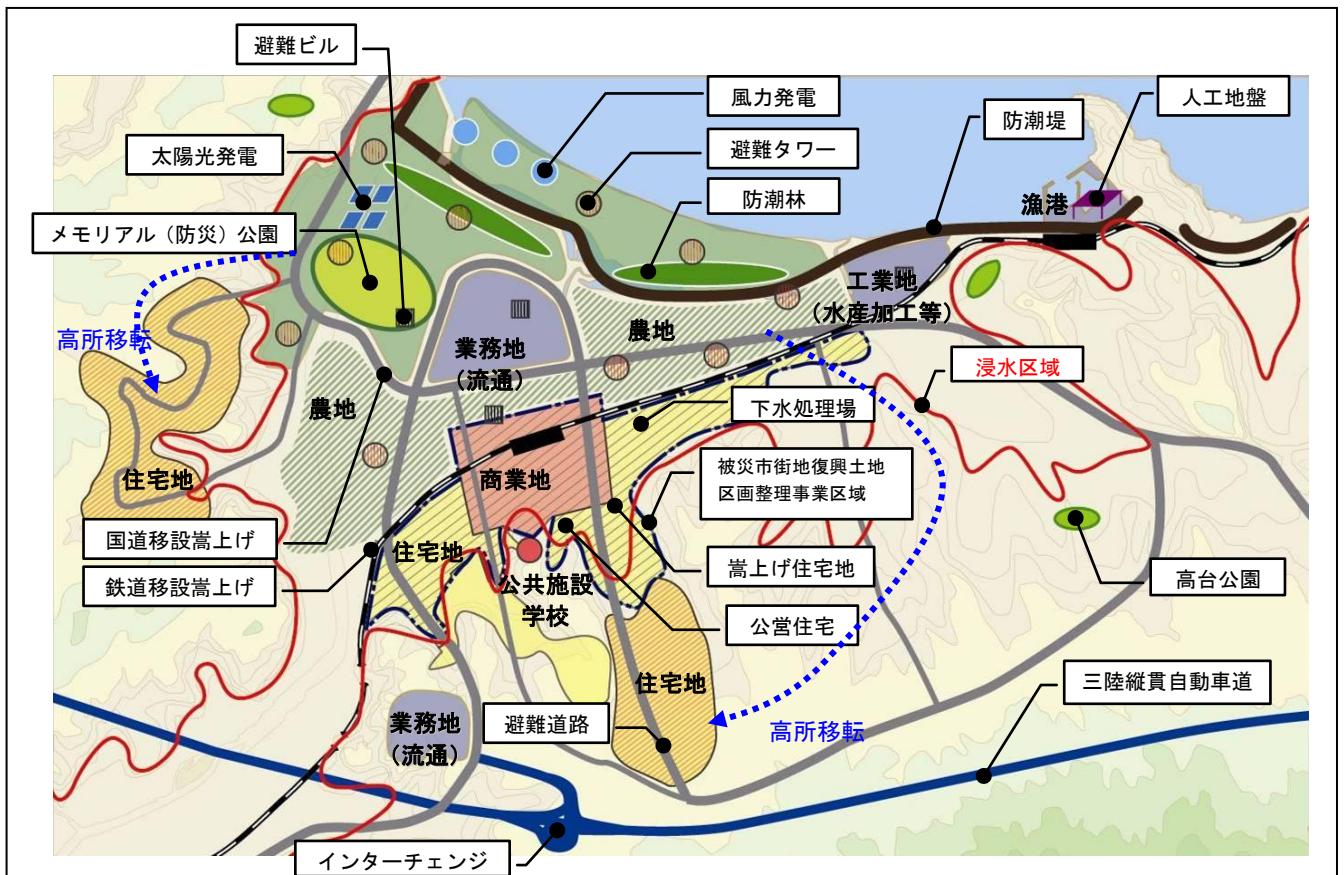 避難ビル
風力発電
人工地盤
防潮堤
太陽光発電
避難タワー
防潮林
漁港
メモリアル（防災）公園
工業地
（水産加工等）
農地
高所移転
業務地
（流通）
浸水区域
農地
下水処理場
住宅地
商業地
被災市街地復興土地
区画整理事業区域
国道移設嵩上げ
住宅地
嵩上げ住宅地
高台公園
鉄道移設嵩上げ
公共施設
学校
公営住宅
住宅地
三陸縦貫自動車道
業務地
（流通）
避難道路
高所移転
インターチェンジ